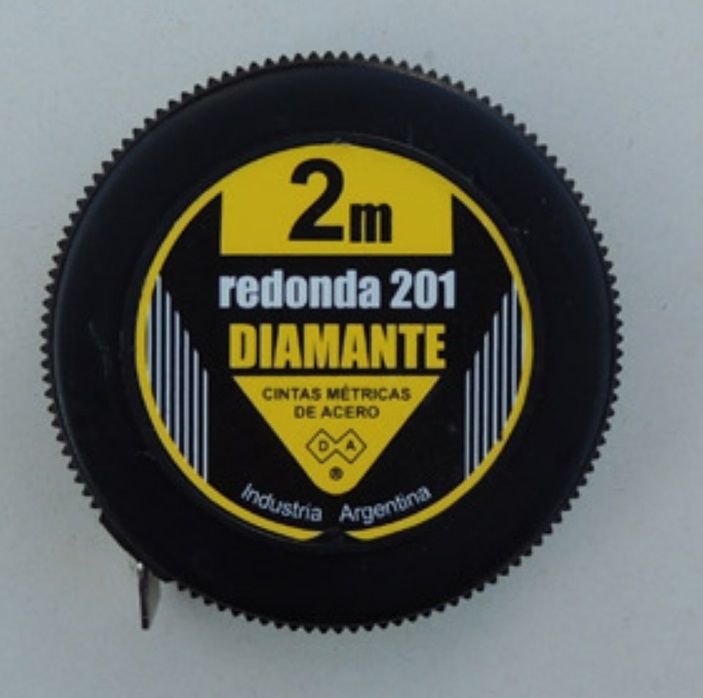 2m
redonda 201
DIAMANTE
CINTAS MÉTRICAS
DE ACERO
D A
®
Industria Argentina